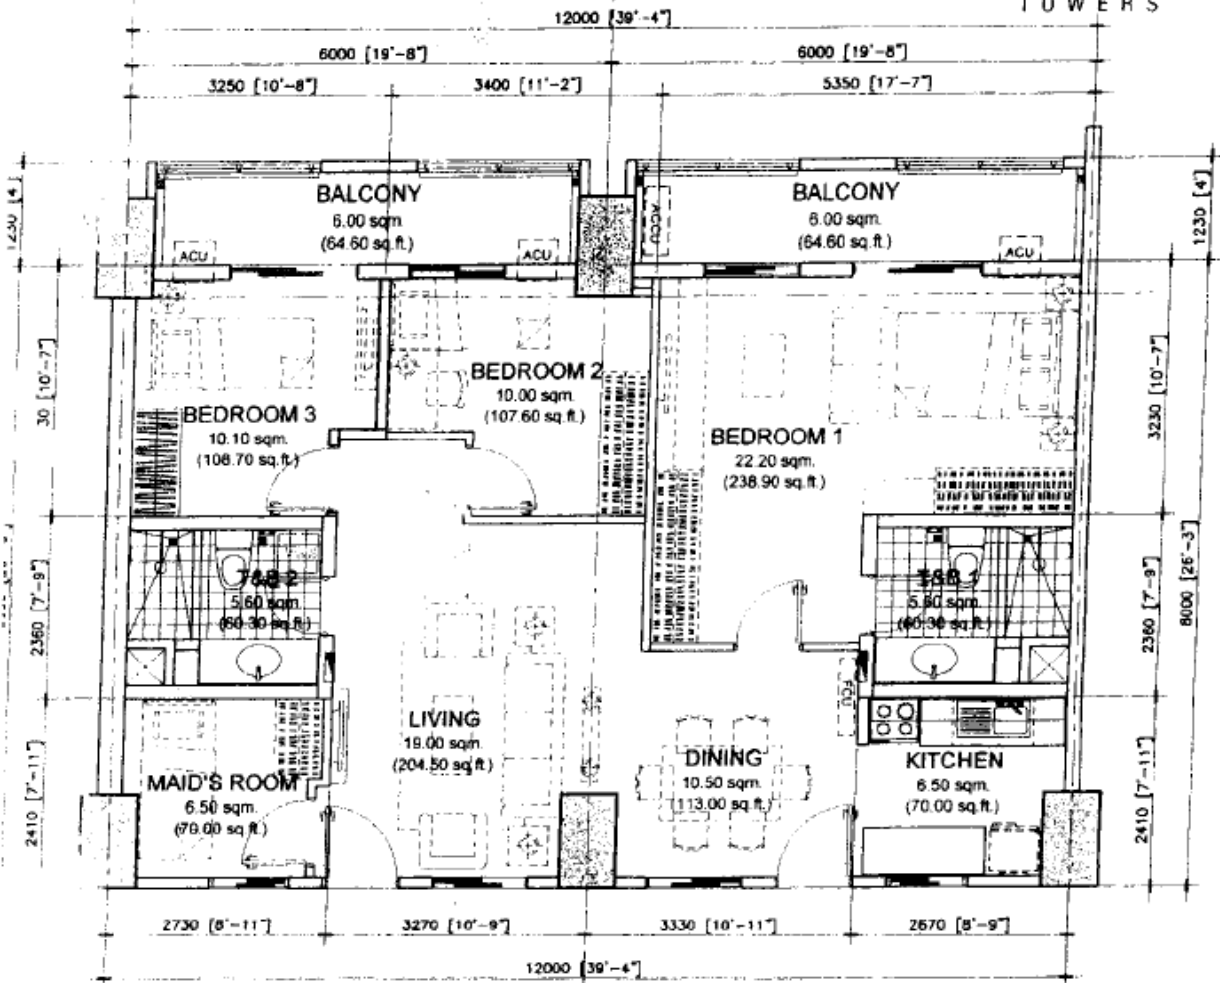 TOWERS
12000 [39'-4"]
6000 [19'-8"]
6000 [19'-8"]
3250 [10'-8"]
3400 [11'-2"]
5350 [17'-7"]
BALCONY
6.00 sqm.
(64.60 sq.ft.)
BALCONY
6.00 sqm.
(64.60 sq.ft.)
ACU
ACU
ACU
ACU
1230 [4']
1230 [4']
30 [10'-7"]
3230 [10'-7"]
BEDROOM 3
10.10 sqm.
(108.70 sq.ft.)
BEDROOM 2
10.00 sqm.
(107.60 sq.ft.)
BEDROOM 1
22.20 sqm.
(238.90 sq.ft.)
2360 [7'-9"]
T&B 2
5.60 sqm.
(60.30 sq.ft.)
T&B 1
5.60 sqm.
(60.30 sq.ft.)
2360 [7'-9"]
8000 [26'-3"]
FCU
LIVING
19.00 sqm.
(204.50 sq.ft.)
DINING
10.50 sqm.
(113.00 sq.ft.)
KITCHEN
6.50 sqm.
(70.00 sq.ft.)
MAID'S ROOM
6.50 sqm.
(70.00 sq.ft.)
2410 [7'-11"]
2410 [7'-11"]
2730 [8'-11"]
3270 [10'-9"]
3330 [10'-11"]
2670 [8'-9"]
12000 [39'-4"]